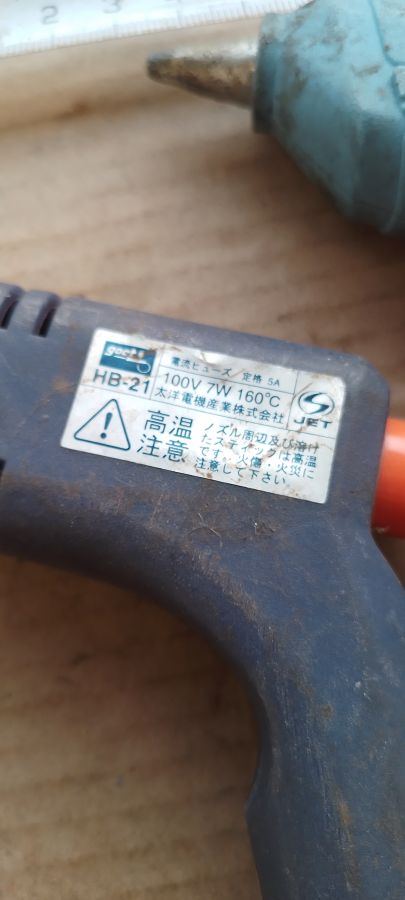 2 3
goot
HB-21
電流ヒューズ 定格 5A
100V 7W 160℃
太洋電機産業株式会社
S
JET
高温
注意
ノズル周辺及び溶け
たスティックは高温
です。火傷・火災に
注意して下さい。